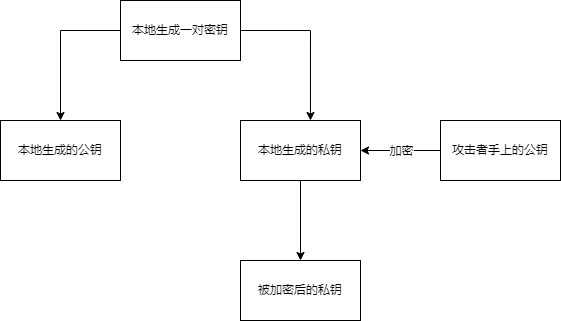 本地生成一对密钥
本地生成的公钥
本地生成的私钥
加密
攻击者手上的公钥
被加密后的私钥